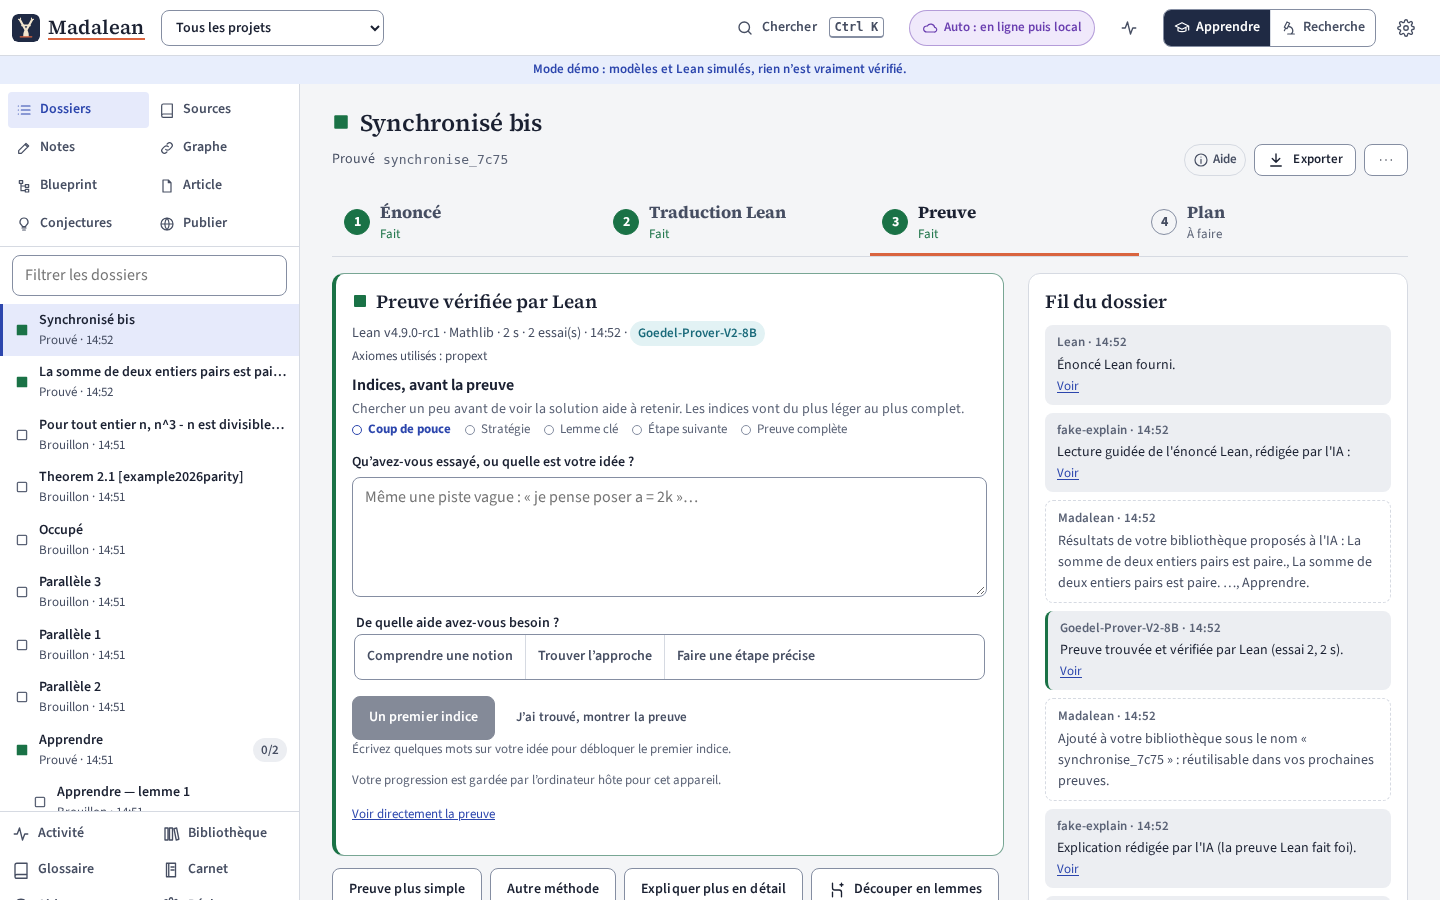 Madalean
Tous les projets
Chercher
Ctrl K
Auto : en ligne puis local
Apprendre
Recherche
Mode démo : modèles et Lean simulés, rien n’est vraiment vérifié.
Dossiers
Sources
Notes
Graphe
Blueprint
Article
Conjectures
Publier
Filtrer les dossiers
Synchronisé bis
Prouvé · 14:52
La somme de deux entiers pairs est pai…
Prouvé · 14:52
Pour tout entier n, n^3 - n est divisible…
Brouillon · 14:51
Theorem 2.1 [example2026parity]
Brouillon · 14:51
Occupé
Brouillon · 14:51
Parallèle 3
Brouillon · 14:51
Parallèle 1
Brouillon · 14:51
Parallèle 2
Brouillon · 14:51
Apprendre
Prouvé · 14:51
0/2
Apprendre — lemme 1
Brouillon · 14:51
Activité
Bibliothèque
Glossaire
Carnet
Synchronisé bis
Prouvé synchronise_7c75
Aide
Exporter
...
1 Énoncé
Fait
2 Traduction Lean
Fait
3 Preuve
Fait
4 Plan
À faire
Preuve vérifiée par Lean
Lean v4.9.0-rc1 · Mathlib · 2 s · 2 essai(s) · 14:52 · Goedel-Prover-V2-8B
Axiomes utilisés : propext
Indices, avant la preuve
Chercher un peu avant de voir la solution aide à retenir. Les indices vont du plus léger au plus complet.
Coup de pouce
Stratégie
Lemme clé
Étape suivante
Preuve complète
Qu’avez-vous essayé, ou quelle est votre idée ?
Même une piste vague : « je pense poser a = 2k »…
De quelle aide avez-vous besoin ?
Comprendre une notion
Trouver l’approche
Faire une étape précise
Un premier indice
J’ai trouvé, montrer la preuve
Écrivez quelques mots sur votre idée pour débloquer le premier indice.
Votre progression est gardée par l’ordinateur hôte pour cet appareil.
Voir directement la preuve
Preuve plus simple
Autre méthode
Expliquer plus en détail
Découper en lemmes
Fil du dossier
Lean · 14:52
Énoncé Lean fourni.
Voir
fake-explain · 14:52
Lecture guidée de l'énoncé Lean, rédigée par l'IA :
Voir
Madalean · 14:52
Résultats de votre bibliothèque proposés à l'IA : La
somme de deux entiers pairs est paire., La somme de
deux entiers pairs est paire. …, Apprendre.
Goedel-Prover-V2-8B · 14:52
Preuve trouvée et vérifiée par Lean (essai 2, 2 s).
Voir
Madalean · 14:52
Ajouté à votre bibliothèque sous le nom «
synchronise_7c75 » : réutilisable dans vos prochaines
preuves.
fake-explain · 14:52
Explication rédigée par l'IA (la preuve Lean fait foi).
Voir